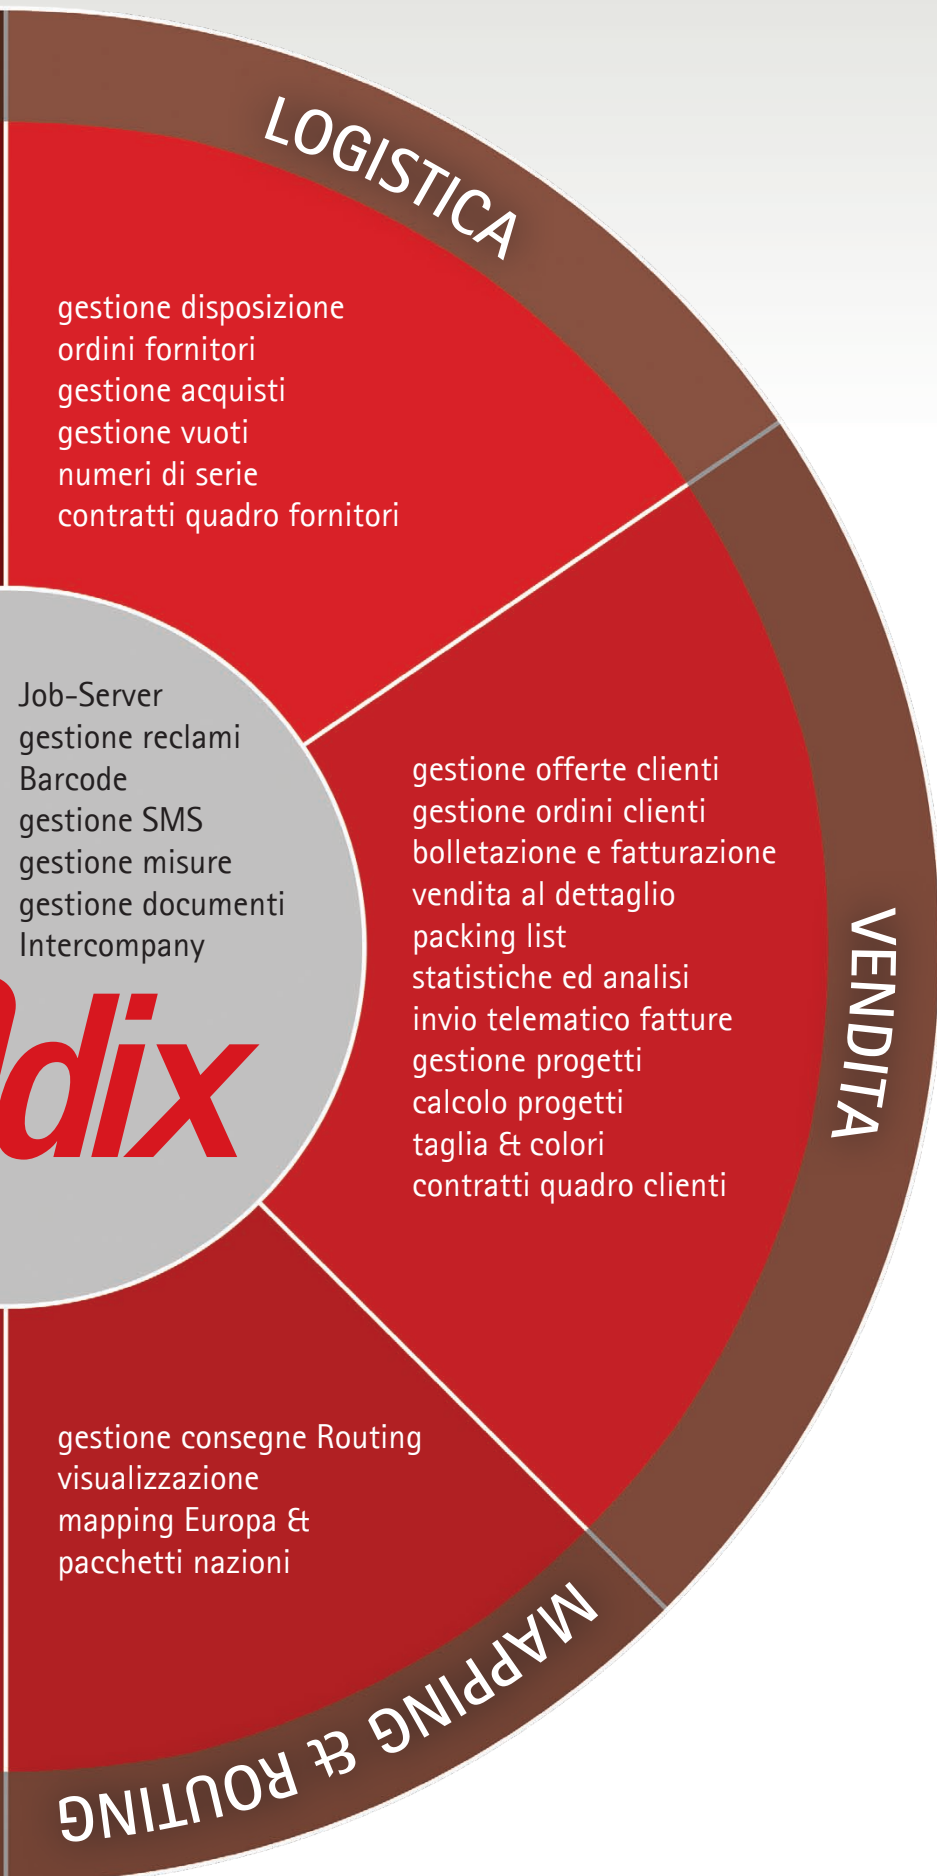 LOGISTICA
gestione disposizione
ordini fornitori
gestione acquisti
gestione vuoti
numeri di serie
contratti quadro fornitori
Job-Server
gestione reclami
Barcode
gestione SMS
gestione misure
gestione documenti
Intercompany
dix
gestione offerte clienti
gestione ordini clienti
bolletazione e fatturazione
vendita al dettaglio
packing list
statistiche ed analisi
invio telematico fatture
gestione progetti
calcolo progetti
taglia & colori
contratti quadro clienti
VENDITA
gestione consegne Routing
visualizzazione
mapping Europa &
pacchetti nazioni
MAPPING & ROUTING